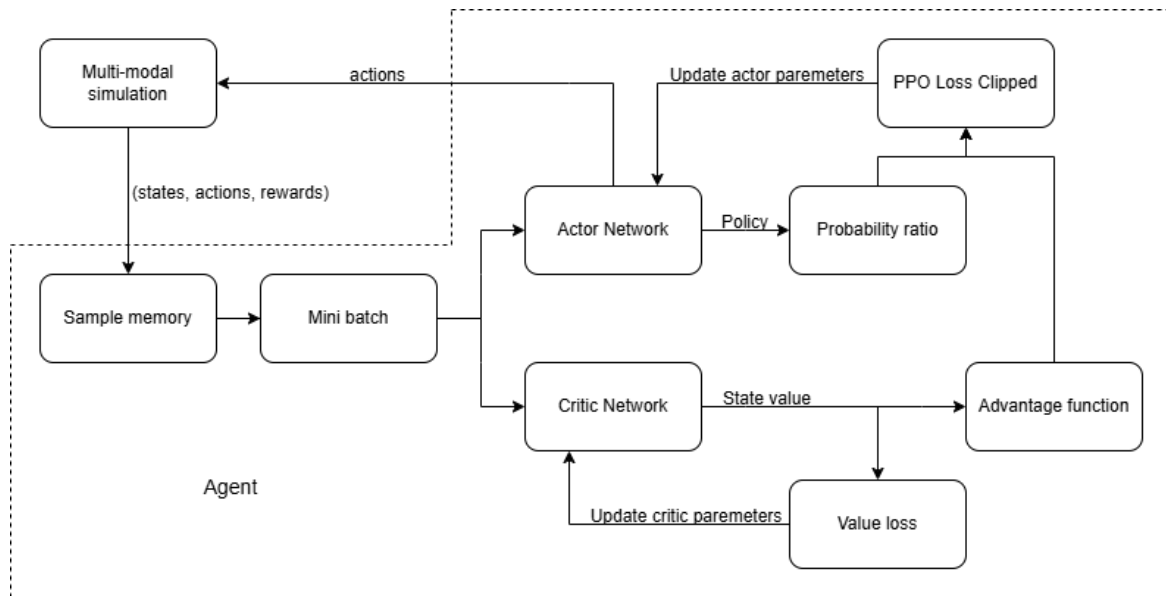 Multi-modal
simulation
actions
Update actor paremeters
PPO Loss Clipped
(states, actions, rewards)
Actor Network
Policy
Probability ratio
Sample memory
Mini batch
Critic Network
State value
Advantage function
Agent
Update critic paremeters
Value loss